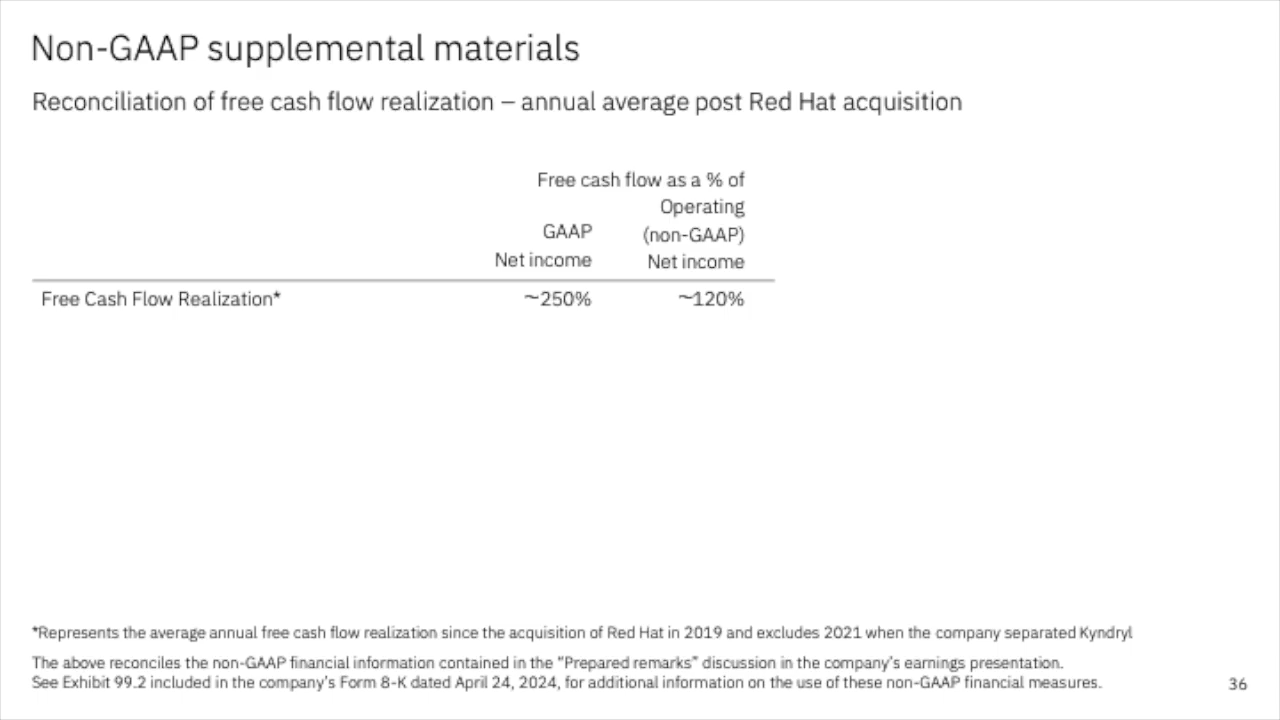 Non-GAAP supplemental materials
Reconciliation of free cash flow realization – annual average post Red Hat acquisition
Free cash flow as a % of
GAAP
Net income
Operating
(non-GAAP)
Net income
Free Cash Flow Realization* ~250% ~120%
*Represents the average annual free cash flow realization since the acquisition of Red Hat in 2019 and excludes 2021 when the company separated Kyndryl
The above reconciles the non-GAAP financial information contained in the “Prepared remarks” discussion in the company’s earnings presentation.
See Exhibit 99.2 included in the company’s Form 8-K dated April 24, 2024, for additional information on the use of these non-GAAP financial measures.
36